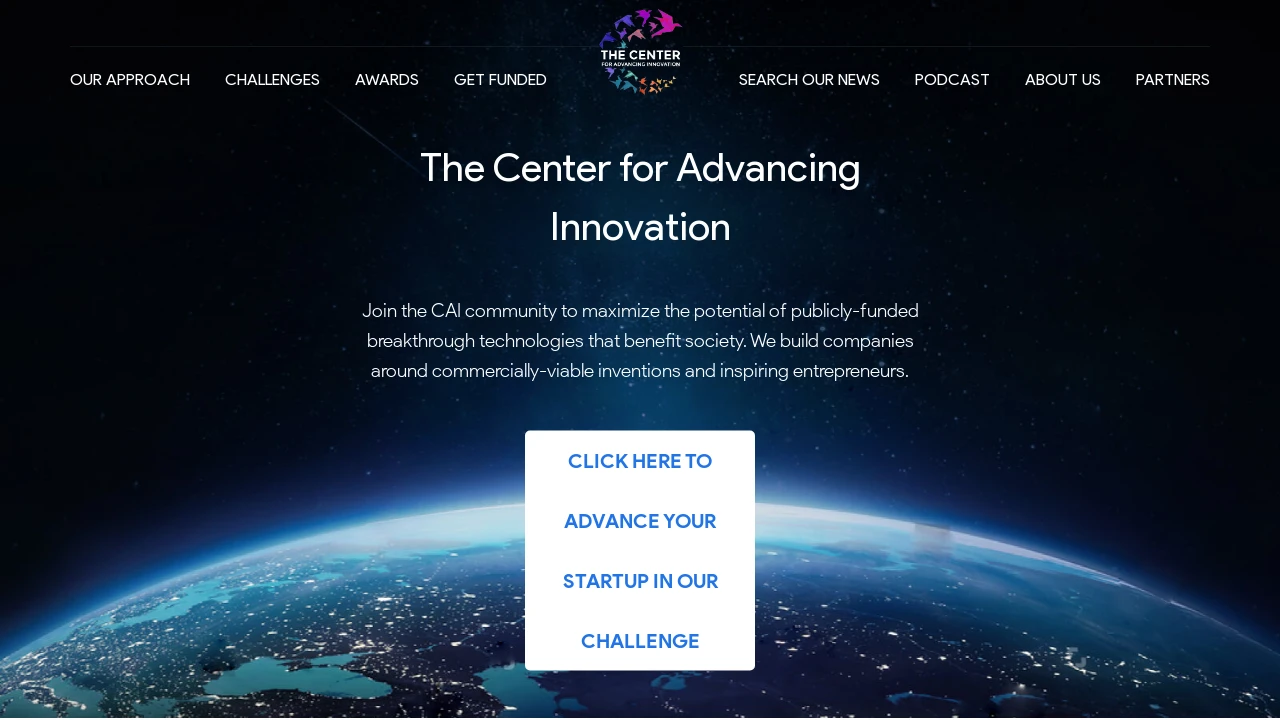 THE CENTER
FOR ADVANCING INNOVATION
OUR APPROACH CHALLENGES AWARDS GET FUNDED SEARCH OUR NEWS PODCAST ABOUT US PARTNERS
The Center for Advancing
Innovation
Join the CAI community to maximize the potential of publicly-funded
breakthrough technologies that benefit society. We build companies
around commercially-viable inventions and inspiring entrepreneurs.
CLICK HERE TO
ADVANCE YOUR
STARTUP IN OUR
CHALLENGE